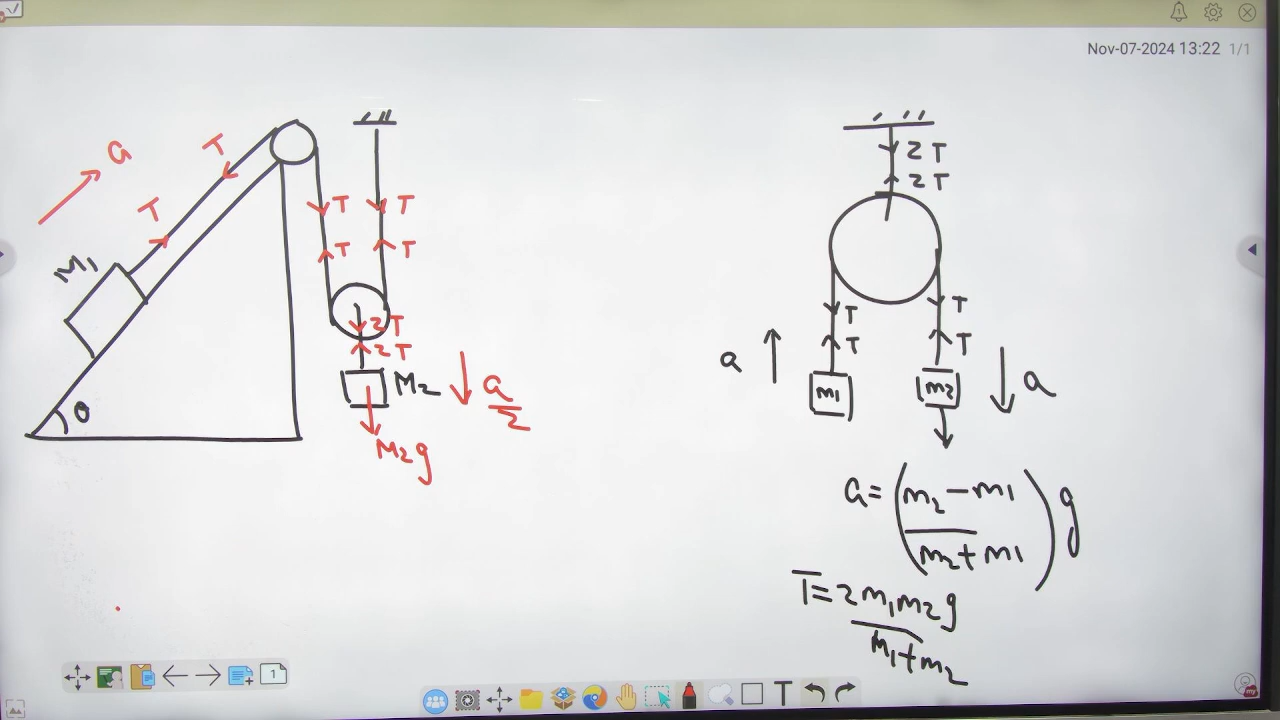 Nov-07-2024 13:22 1/1
a
T
T
M1
T
T
T
T
2T
2T
M2
a/2
M2g
θ
2T
2T
T
T
T
T
a
m1
m2
a
a = (m2 - m1 / m2 + m1) g
T = 2m1m2g / m1 + m2
1
T